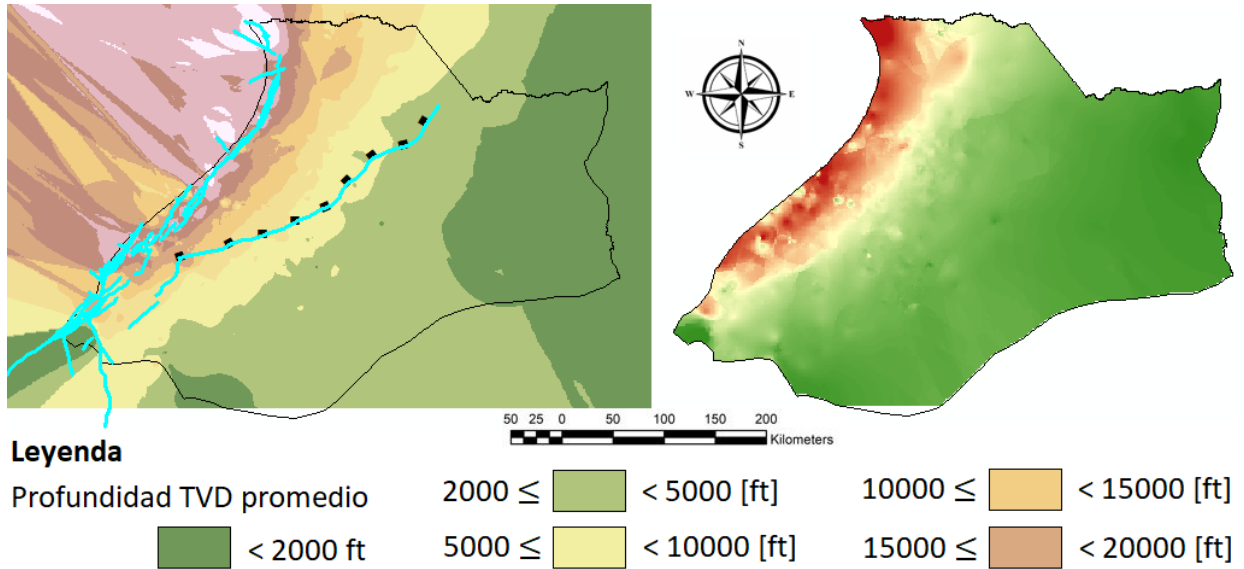 N
W E
S
50 25 0 50 100 150 200
Kilometers
Leyenda
Profundidad TVD promedio
< 2000 ft
2000 ≤ < 5000 [ft]
5000 ≤ < 10000 [ft]
10000 ≤ < 15000 [ft]
15000 ≤ < 20000 [ft]